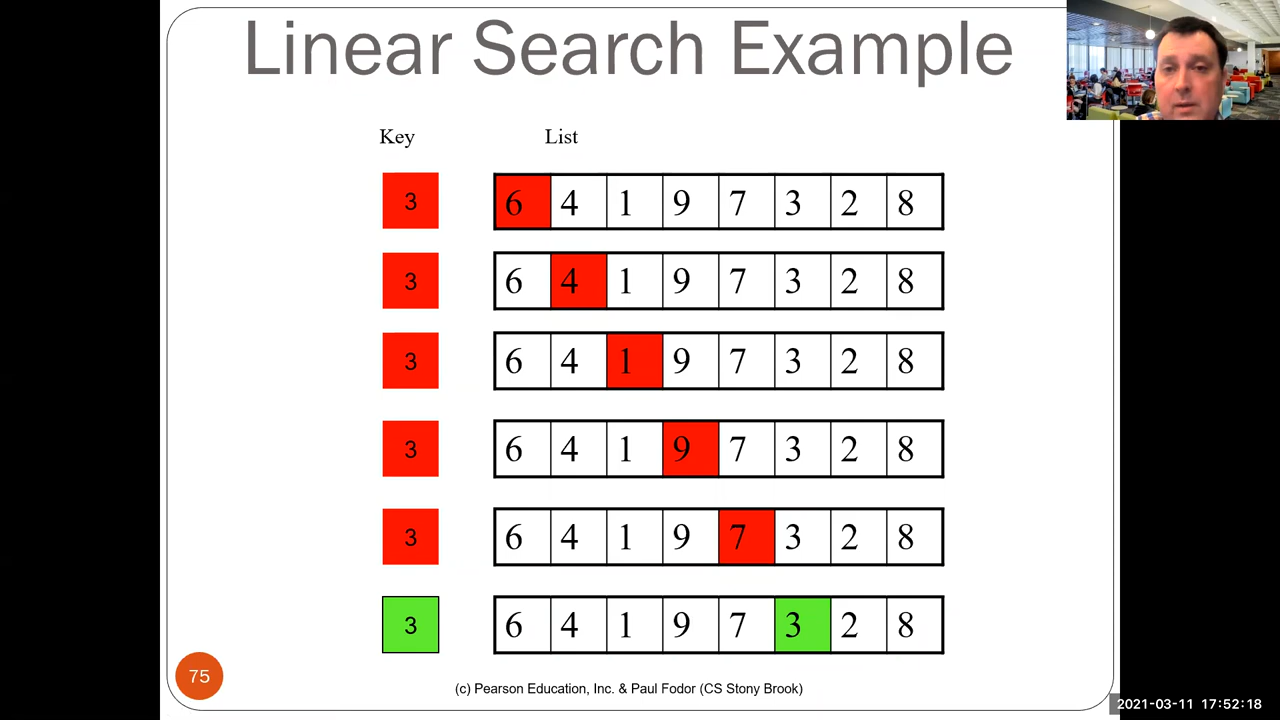 Linear Search Example
Key List
3 6 4 1 9 7 3 2 8
3 6 4 1 9 7 3 2 8
3 6 4 1 9 7 3 2 8
3 6 4 1 9 7 3 2 8
3 6 4 1 9 7 3 2 8
3 6 4 1 9 7 3 2 8
75
(c) Pearson Education, Inc. & Paul Fodor (CS Stony Brook)
2021-03-11 17:52:18